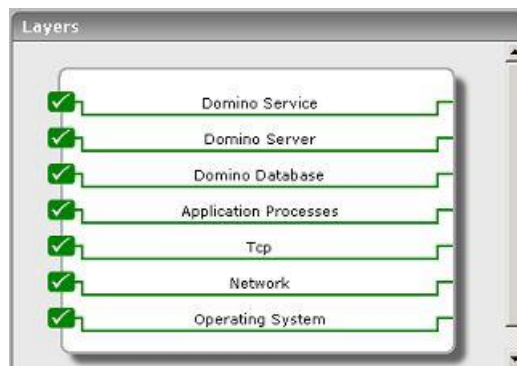 Layers
Domino Service
Domino Server
Domino Database
Application Processes
Tcp
Network
Operating System